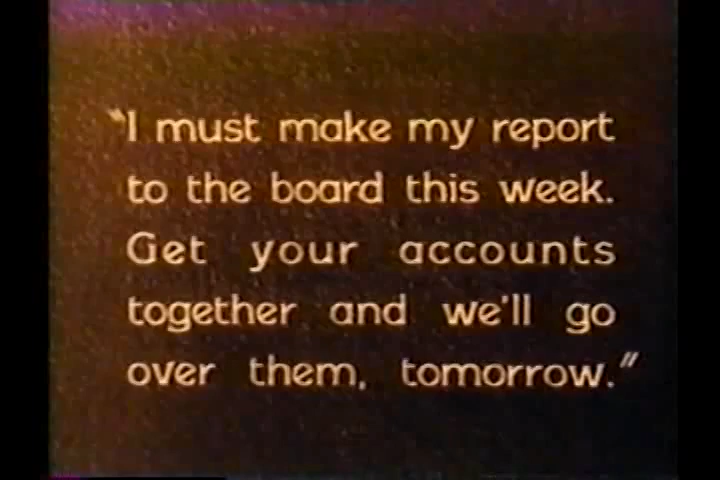 "I must make my report
to the board this week.
Get your accounts
together and we'll go
over them, tomorrow."